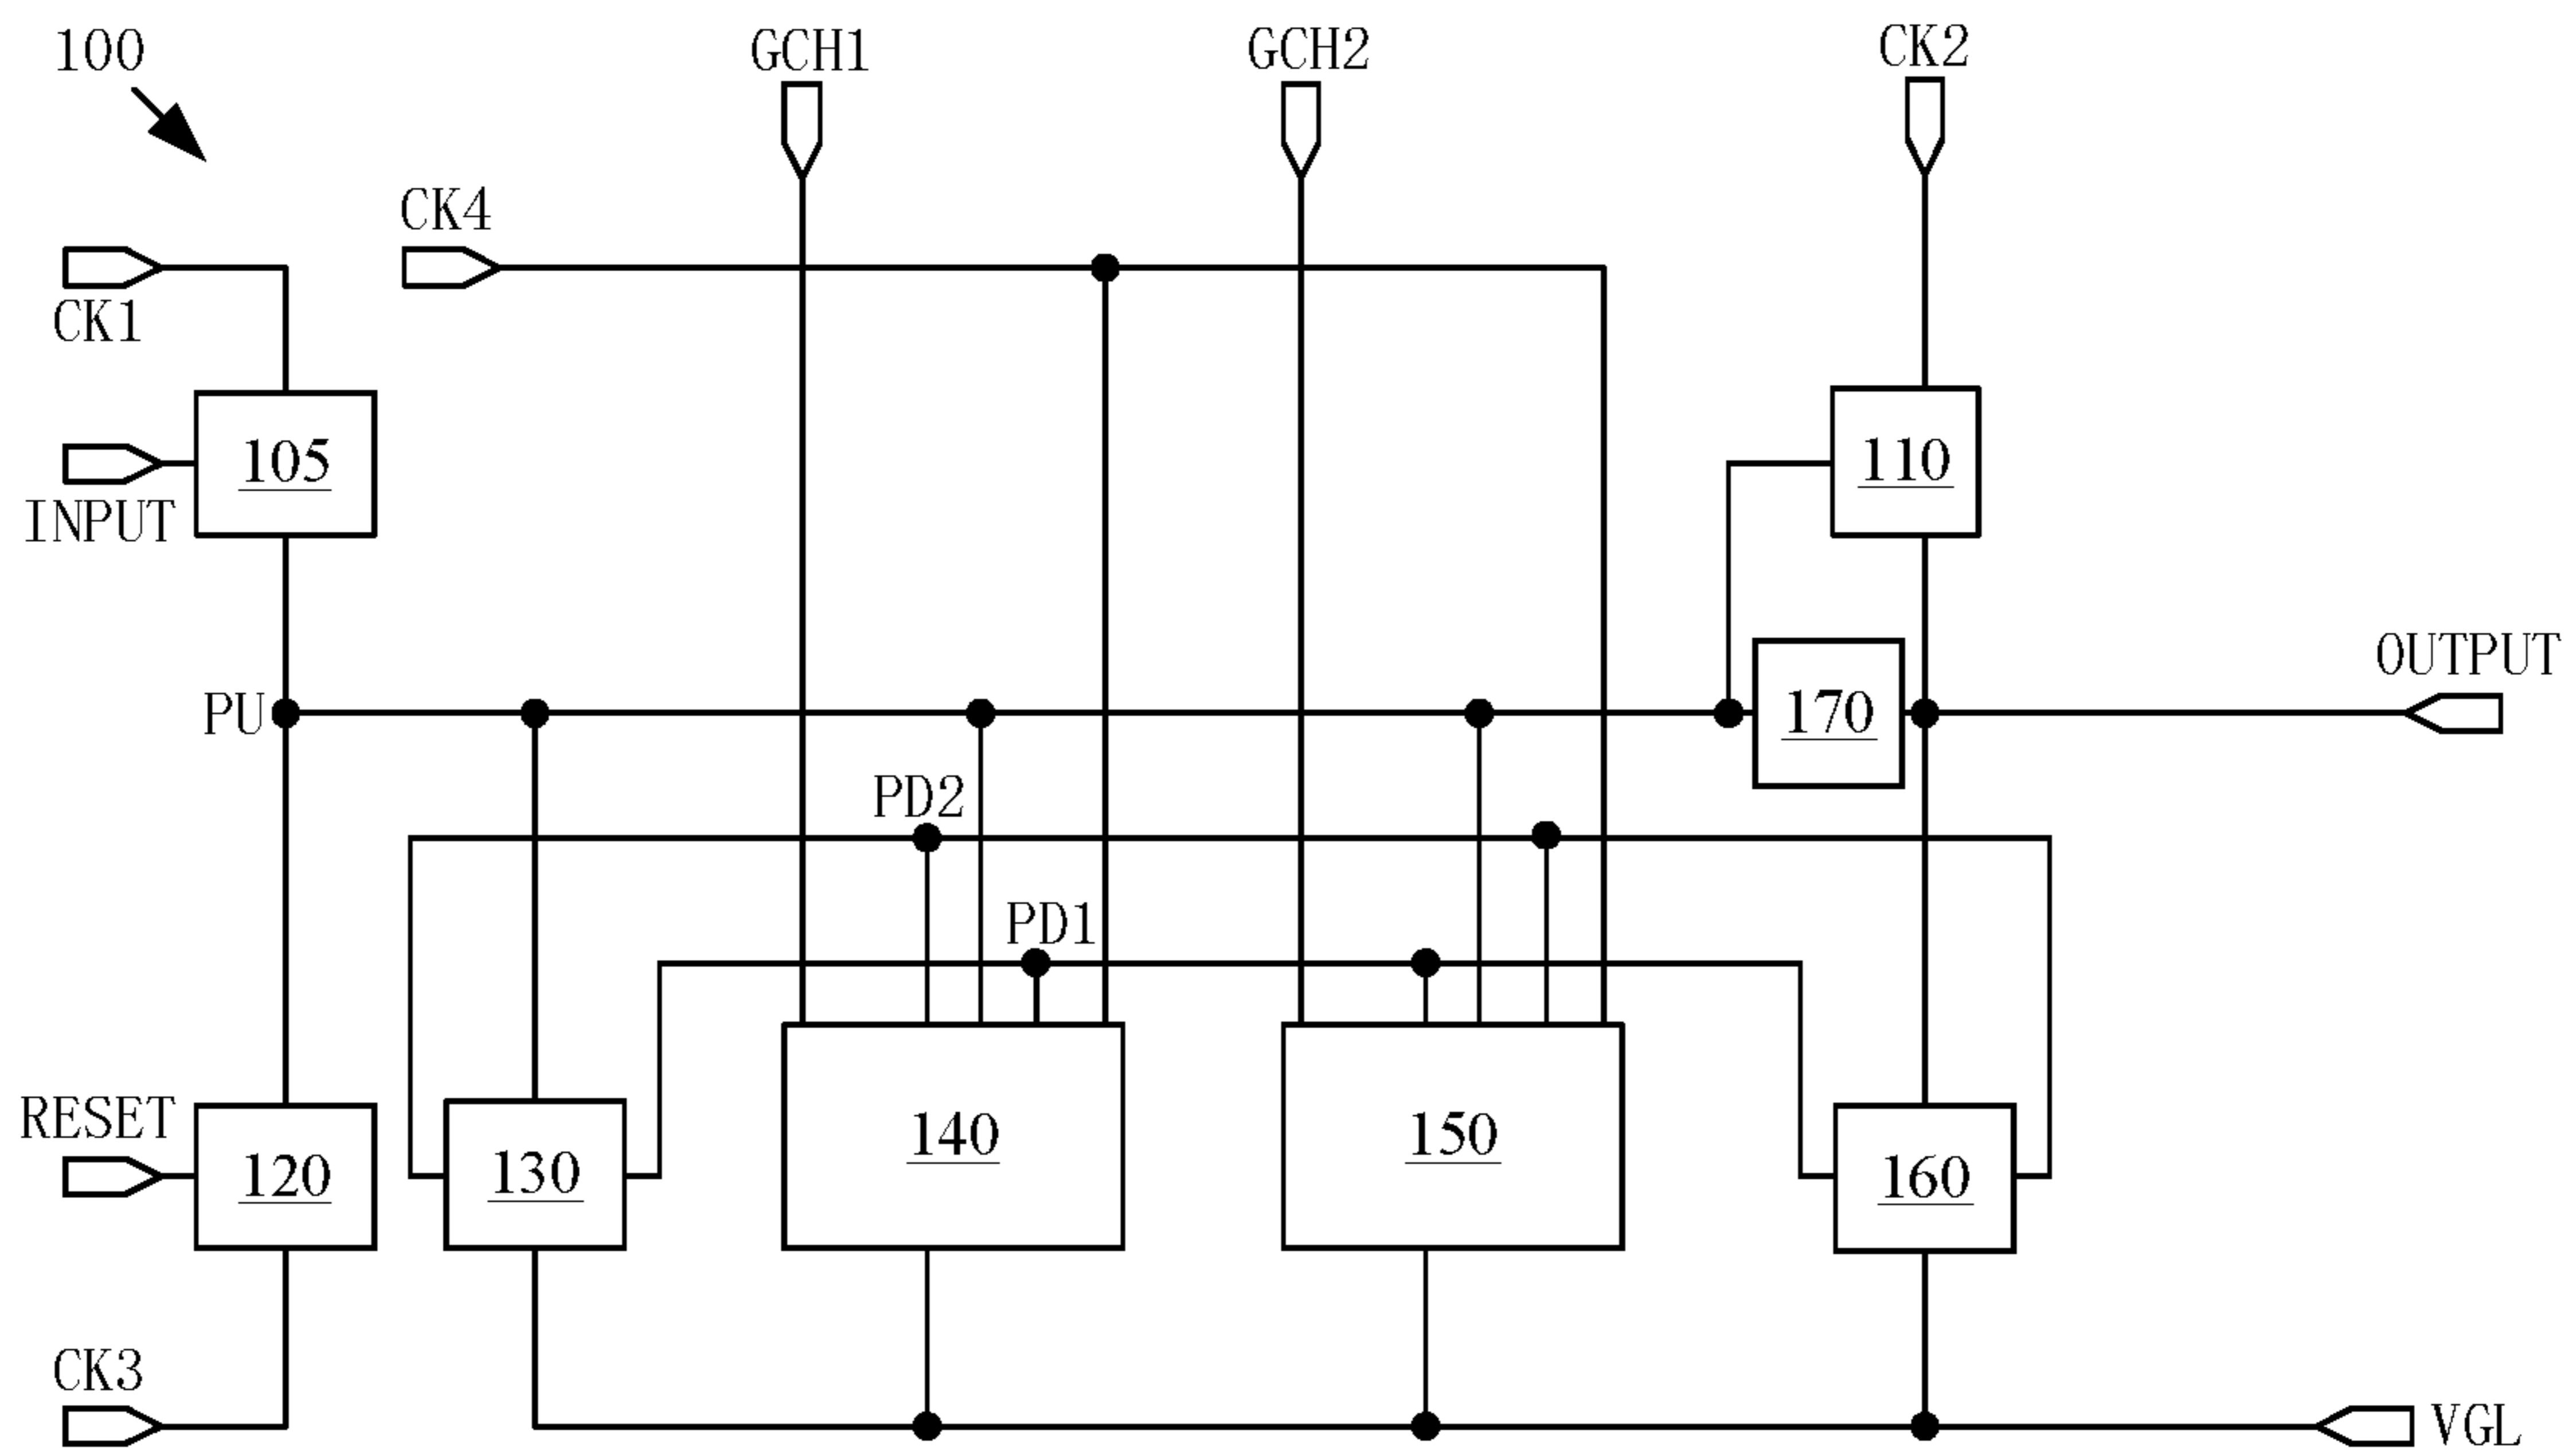 100
GCH1
GCH2
CK2
CK4
CK1
105
110
INPUT
OUTPUT
PU
170
PD2
PD1
RESET
120
130
140
150
160
CK3
VGL